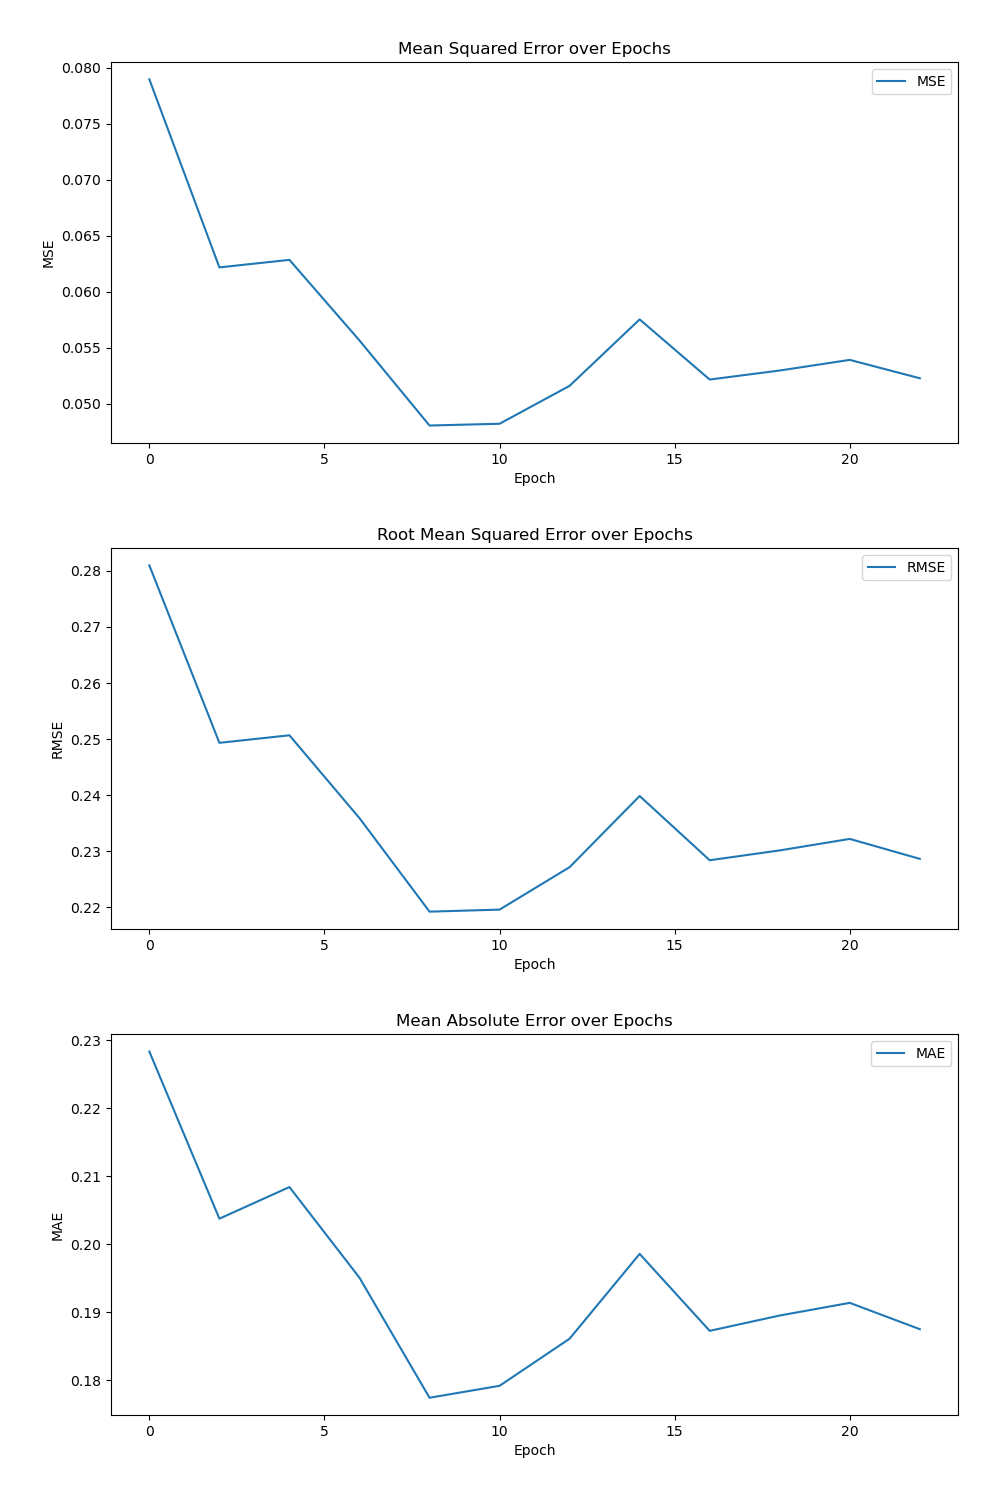 Mean Squared Error over Epochs
0.080
MSE
0.075
0.070
0.065
MSE
0.060
0.055
0.050
0 5 10 15 20
Epoch
Root Mean Squared Error over Epochs
0.28
RMSE
0.27
0.26
0.25
RMSE
0.24
0.23
0.22
0 5 10 15 20
Epoch
Mean Absolute Error over Epochs
0.23
MAE
0.22
0.21
MAE
0.20
0.19
0.18
0 5 10 15 20
Epoch